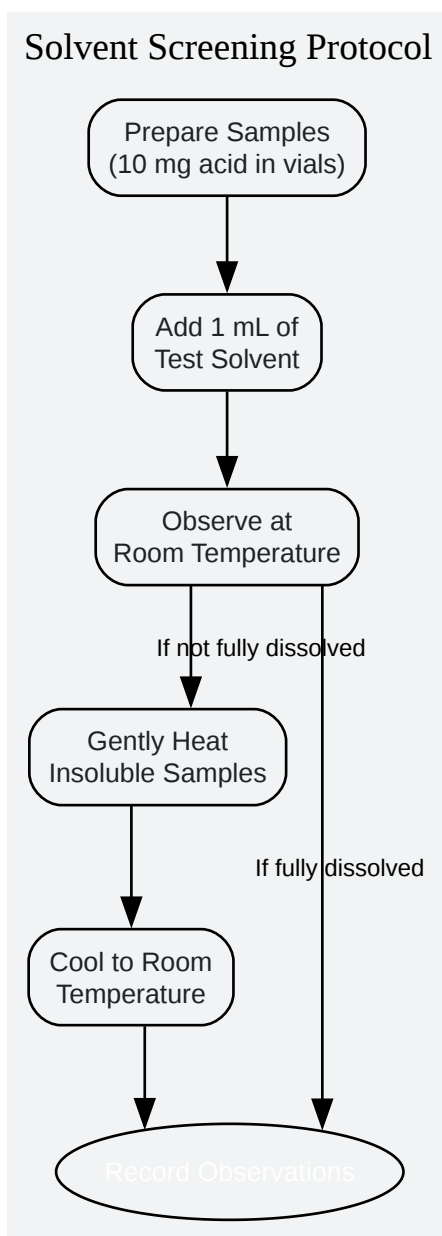 Solvent Screening Protocol
Prepare Samples
(10 mg acid in vials)
Add 1 mL of
Test Solvent
Observe at
Room Temperature
If not fully dissolved
Gently Heat
Insoluble Samples
If fully dissolved
Cool to Room
Temperature
Record Observations